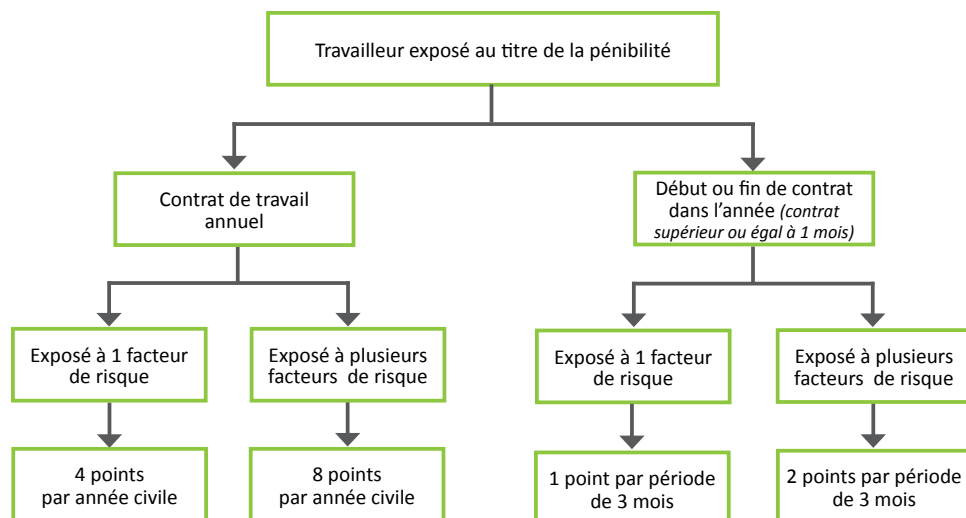 Travailleur exposé au titre de la pénibilité
Contrat de travail
annuel
Début ou fin de contrat
dans l’année (contrat
supérieur ou égal à 1 mois)
Exposé à 1 facteur
de risque
Exposé à plusieurs
facteurs de risque
Exposé à 1 facteur
de risque
Exposé à plusieurs
facteurs de risque
4 points
par année civile
8 points
par année civile
1 point par période
de 3 mois
2 points par période
de 3 mois